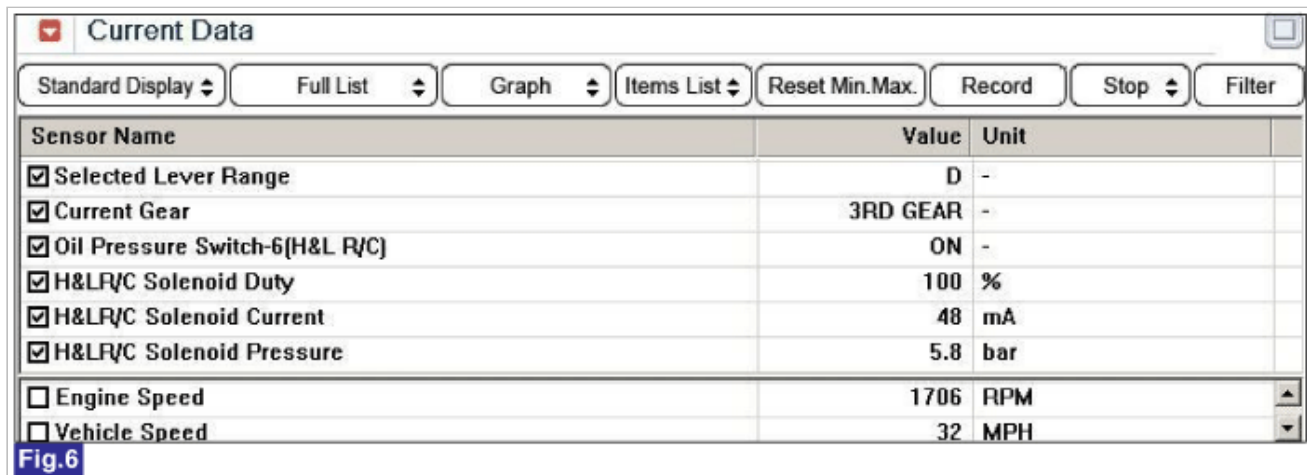 Current Data
Standard Display Full List Graph Items List Reset Min.Max. Record Stop Filter
Sensor Name Value Unit
Selected Lever Range D -
Current Gear 3RD GEAR -
Oil Pressure Switch-6(H&L R/C) ON -
H&LR/C Solenoid Duty 100 %
H&LR/C Solenoid Current 48 mA
H&LR/C Solenoid Pressure 5.8 bar
Engine Speed 1706 RPM
Vehicle Speed 32 MPH
Fig.6